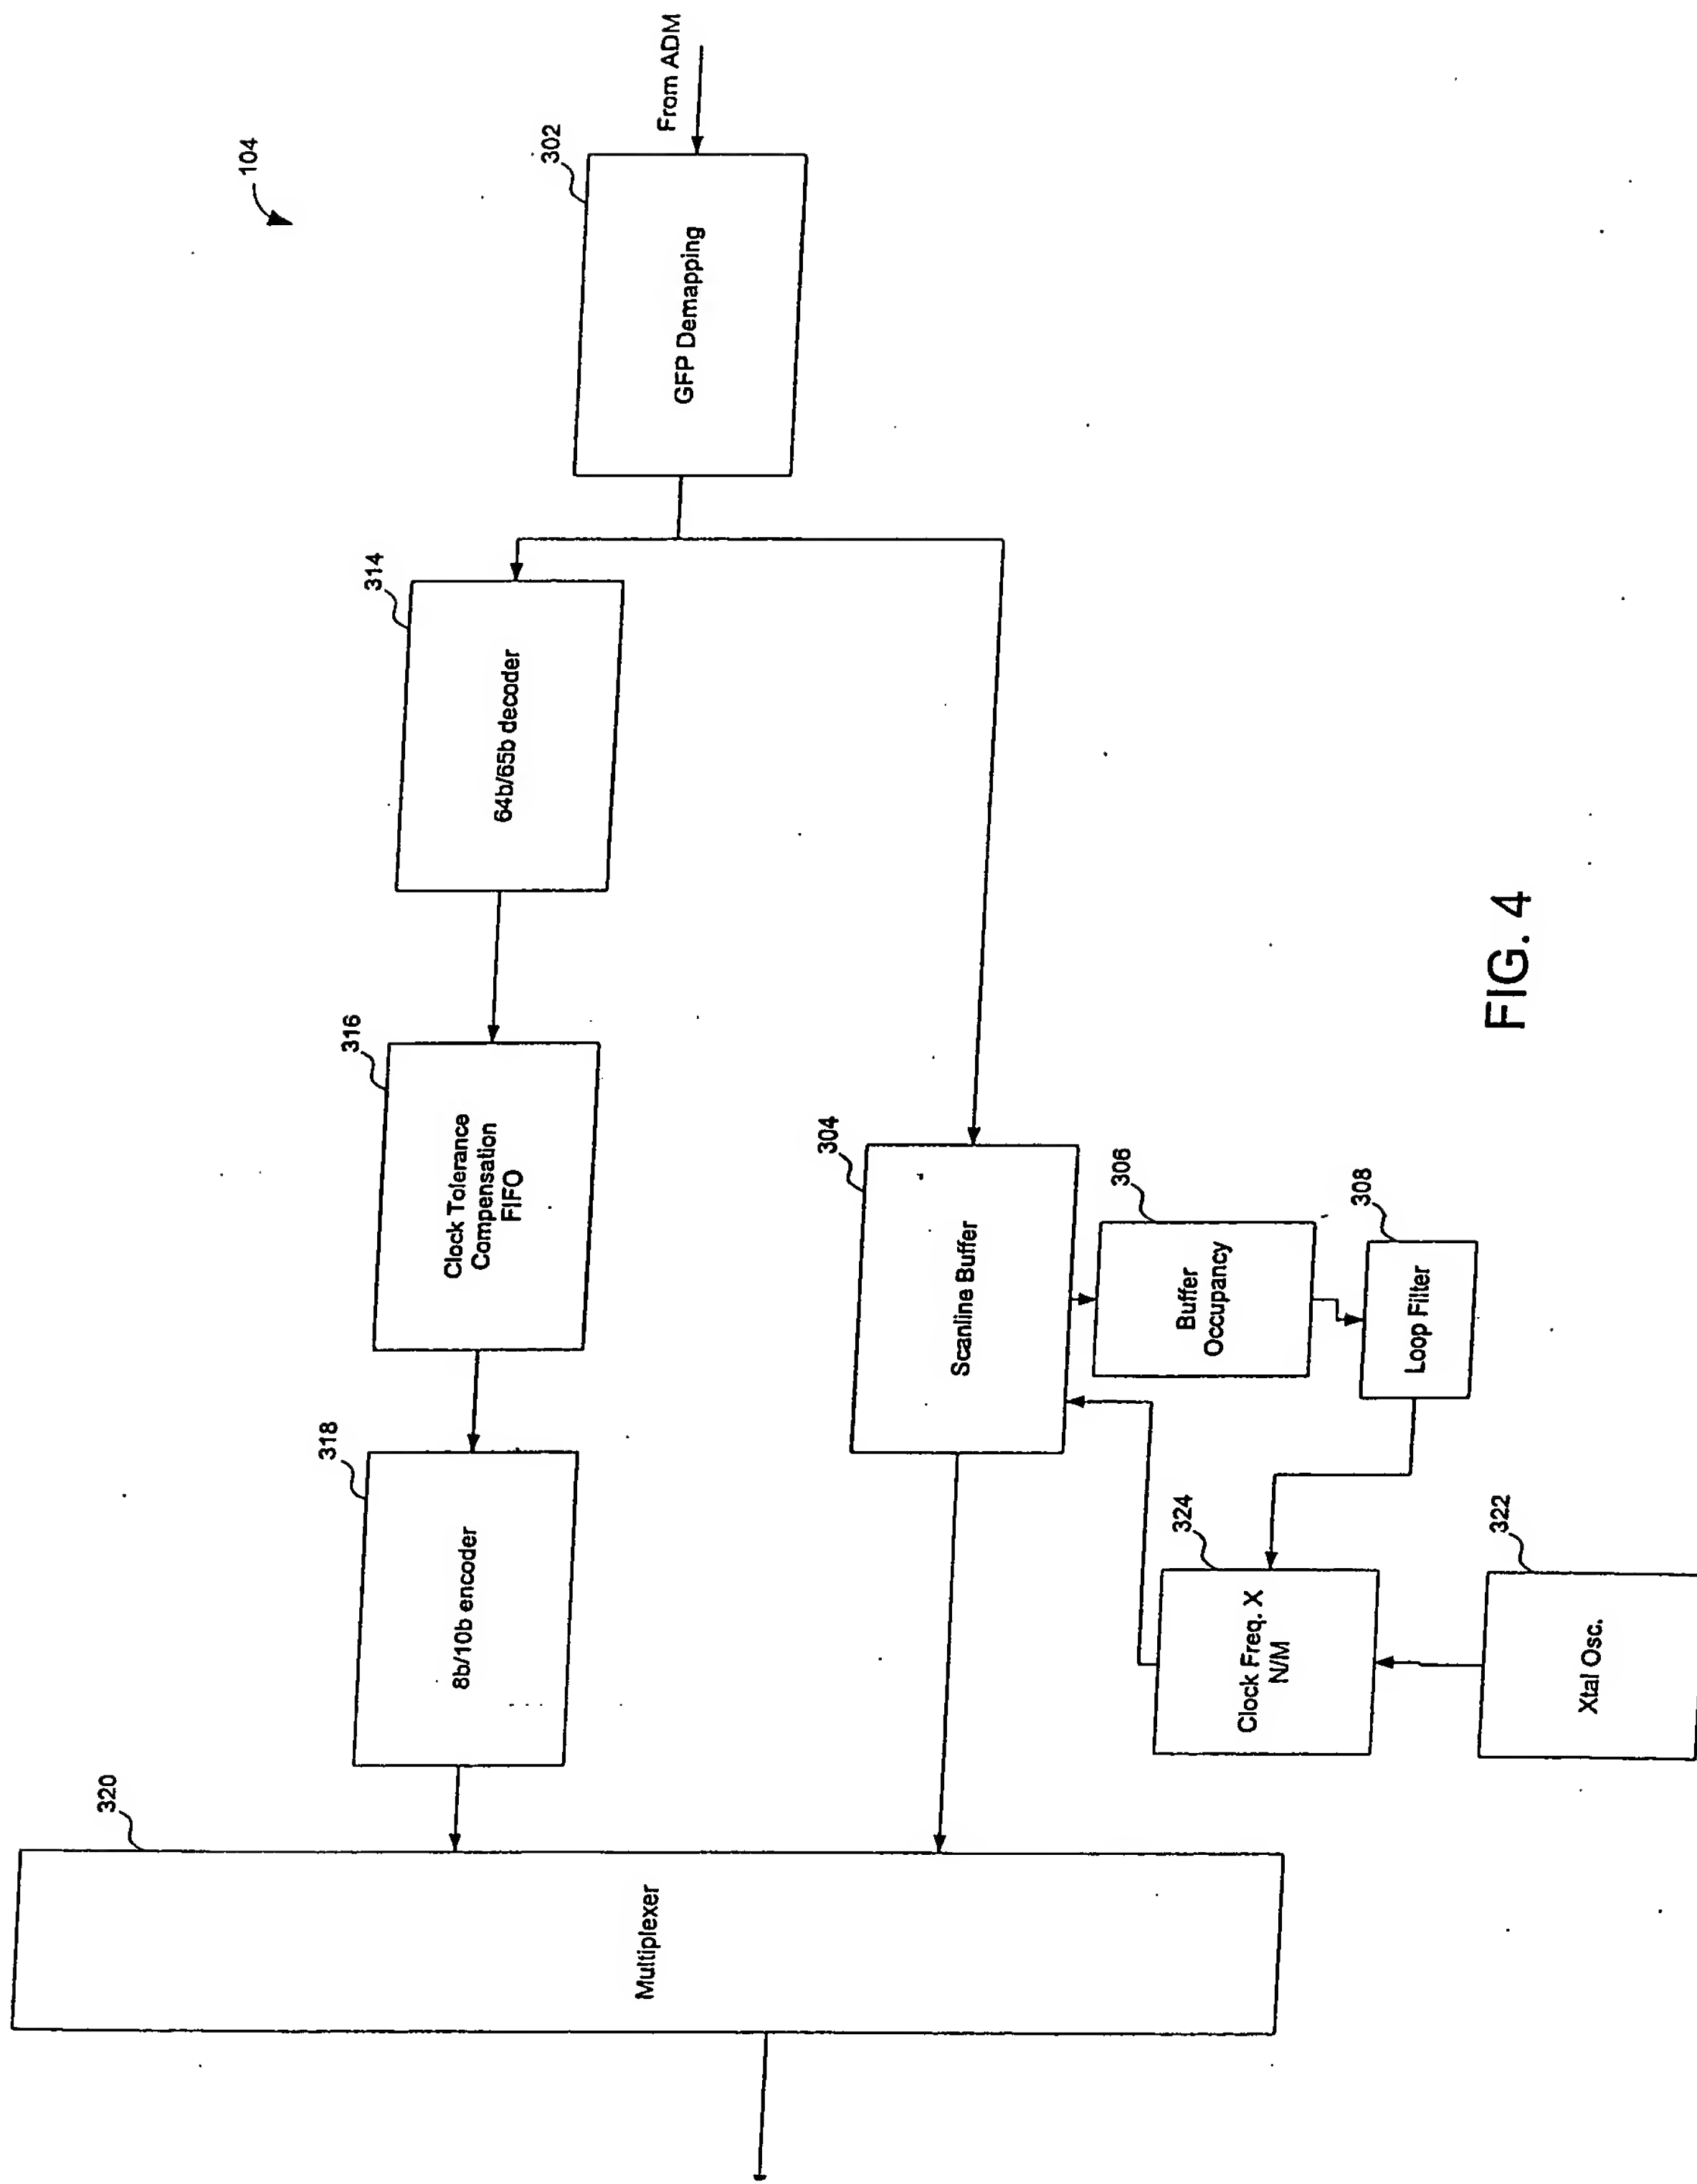 104
From ADM
302
GFP Demapping
314
64b/65b decoder
316
Clock Tolerance
Compensation
FIFO
318
8b/10b encoder
304
Scanline Buffer
306
Buffer
Occupancy
308
Loop Filter
324
Clock Freq. X
N/M
322
Xtal Osc.
320
Multiplexer
FIG. 4